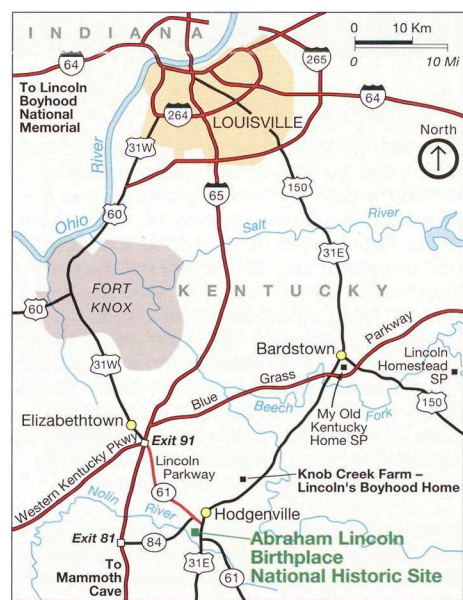 INDIANA
0 10 Km
0 10 Mi
64
265
To Lincoln
Boyhood
National
Memorial
64
264
LOUISVILLE
North
31W
River
65
150
60
Ohio
Salt
River
31E
FORT
KNOX
KENTUCKY
60
Parkway
Bardstown
Lincoln
Homestead
SP
31W
Grass
Blue
Beech
Fork
My Old
Kentucky
Home SP
150
Elizabethtown
Exit 91
Western Kentucky Pkwy
Lincoln
Parkway
Knob Creek Farm –
Lincoln's Boyhood Home
61
Nolin
River
Hodgenville
Exit 81
84
Abraham Lincoln
Birthplace
National Historic Site
To
Mammoth
Cave
31E
61